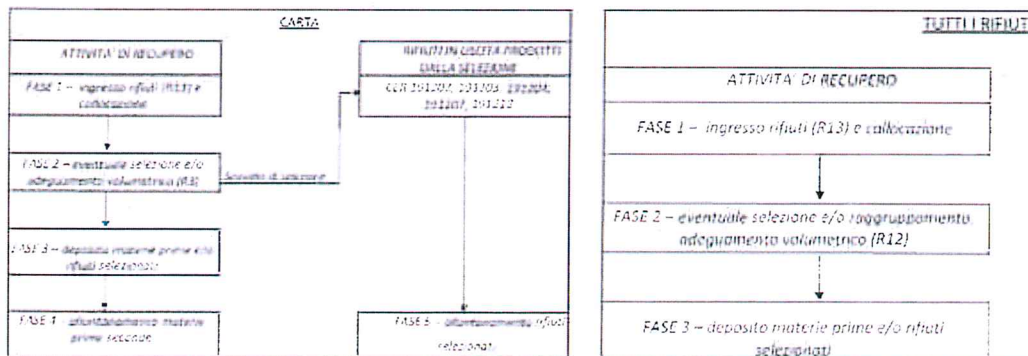 CARTA
ATTIVITA' DI RECUPERO
FASE 1 – ingresso rifiuti (R13) e
collocazione
FASE 2 – eventuale selezione e/o
adeguamento volumetrico (R3)
FASE 3 – deposito materie prime e/o
rifiuti selezionati
FASE 4 - allontanamento materie
prime seconde
Scovolo di selezione
RIFIUTI IN USCITA PRODOTTI
DALLA SELEZIONE
CER 191202, 191203, 191204,
191207, 191212
FASE 5 - allontanamento rifiuti
selezionati
TUTTI I RIFIUT
ATTIVITA' DI RECUPERO
FASE 1 – ingresso rifiuti (R13) e collocazione
FASE 2 – eventuale selezione e/o raggruppamento,
adeguamento volumetrico (R12)
FASE 3 – deposito materie prime e/o rifiuti
selezionati